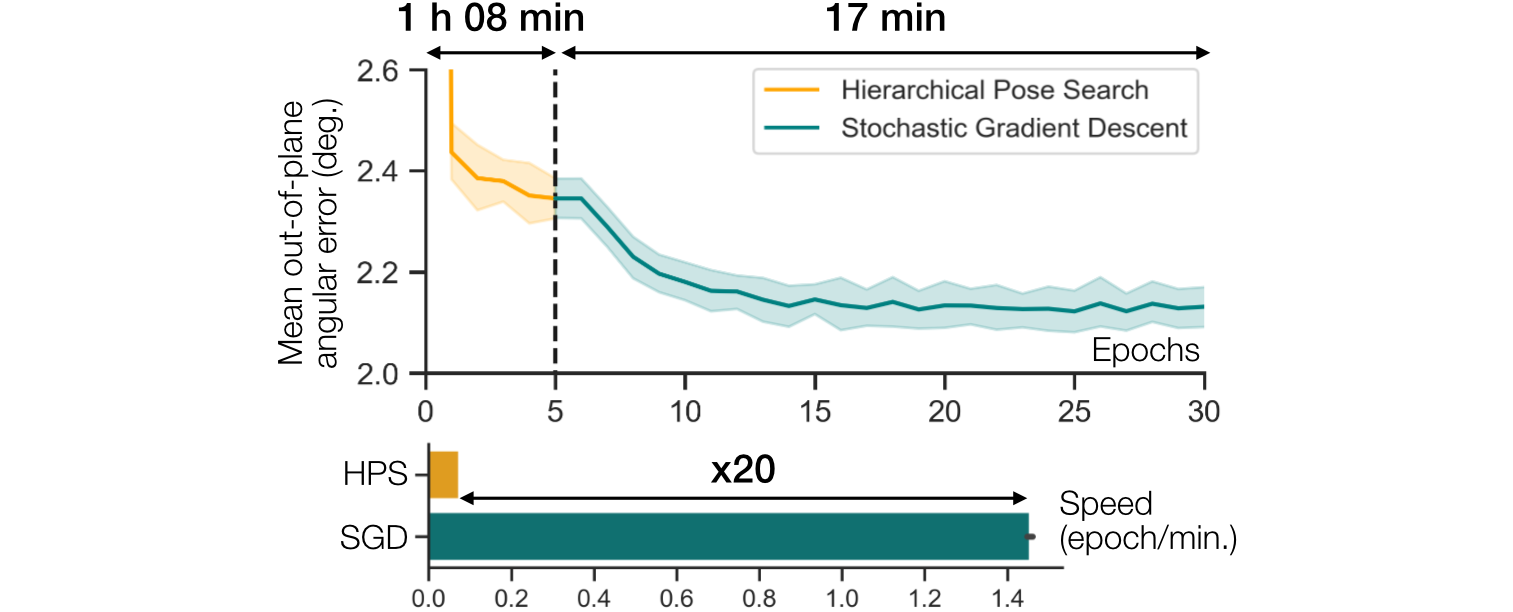 1 h 08 min
17 min
2.6
2.4
2.2
2.0
Mean out-of-plane
angular error (deg.)
Hierarchical Pose Search
Stochastic Gradient Descent
Epochs
0
5
10
15
20
25
30
HPS
SGD
x20
Speed
(epoch/min.)
0.0
0.2
0.4
0.6
0.8
1.0
1.2
1.4